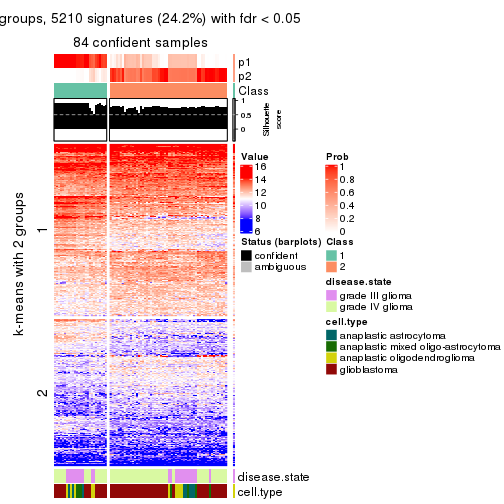 groups, 5210 signatures (24.2%) with fdr < 0.05
84 confident samples
p1
p2
Class
1
0.5
0
Silhouette
score
k-means with 2 groups
1
2
Value
16
14
12
10
8
6
Prob
1
0.8
0.6
0.4
0.2
0
Status (barplots)
confident
ambiguous
Class
1
2
disease.state
grade III glioma
grade IV glioma
cell.type
anaplastic astrocytoma
anaplastic mixed oligo-astrocytoma
anaplastic oligodendroglioma
glioblastoma
disease.state
cell.type